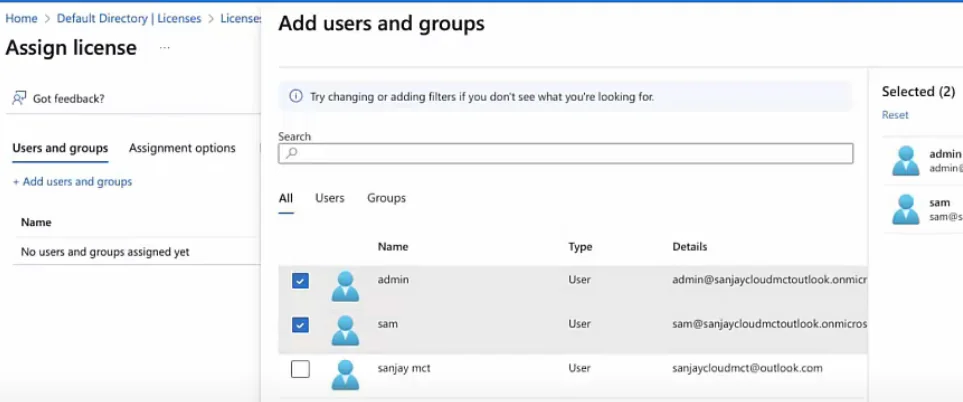 Home > Default Directory | Licenses > License
Assign license ...
Got feedback?
Users and groups Assignment options
+ Add users and groups
Name
No users and groups assigned yet
Add users and groups
Try changing or adding filters if you don't see what you're looking for.
Search
All Users Groups
Name Type Details
admin User admin@sanjaycloudmctoutlook.onmicr
sam User sam@sanjaycloudmctoutlook.onmicros
sanjay mct User sanjaycloudmct@outlook.com
Selected (2)
Reset
admin
admin@
sam
sam@s